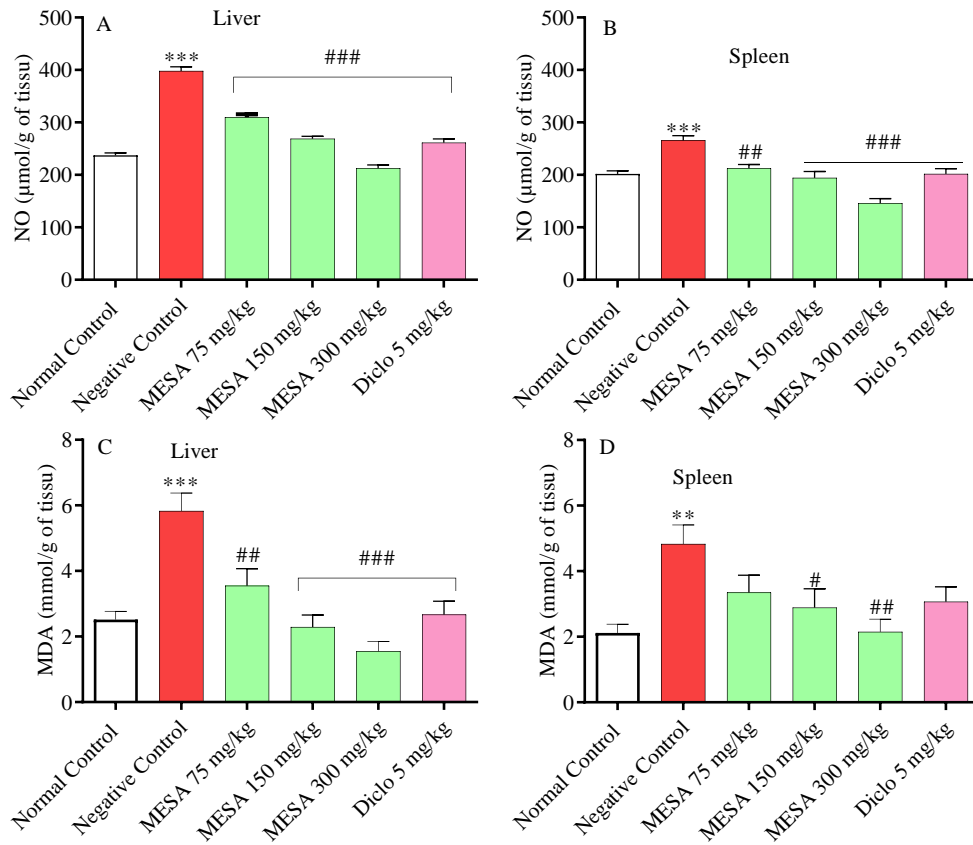 A
Liver
NO (μmol/g of tissu)
500
400
300
200
100
0
***
###
Normal Control
Negative Control
MESA 75 mg/kg
MESA 150 mg/kg
MESA 300 mg/kg
Diclo 5 mg/kg
B
Spleen
NO (μmol/g of tissu)
500
400
300
200
100
0
***
##
###
Normal Control
Negative Control
MESA 75 mg/kg
MESA 150 mg/kg
MESA 300 mg/kg
Diclo 5 mg/kg
C
Liver
MDA (mmol/g of tissu)
8
6
4
2
0
***
##
###
Normal Control
Negative Control
MESA 75 mg/kg
MESA 150 mg/kg
MESA 300 mg/kg
Diclo 5 mg/kg
D
Spleen
MDA (mmol/g of tissu)
8
6
4
2
0
**
#
##
Normal Control
Negative Control
MESA 75 mg/kg
MESA 150 mg/kg
MESA 300 mg/kg
Diclo 5 mg/kg